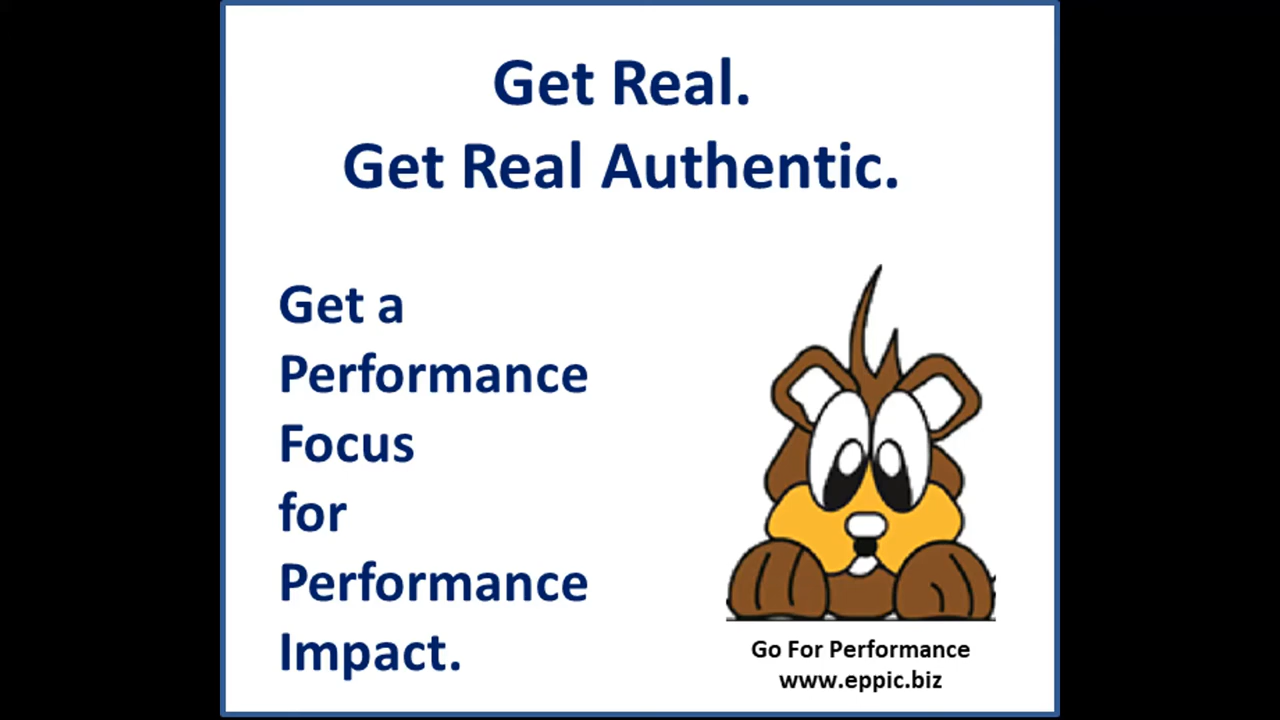 Get Real.
Get Real Authentic.
Get a
Performance
Focus
for
Performance
Impact.
Go For Performance
www.eppic.biz